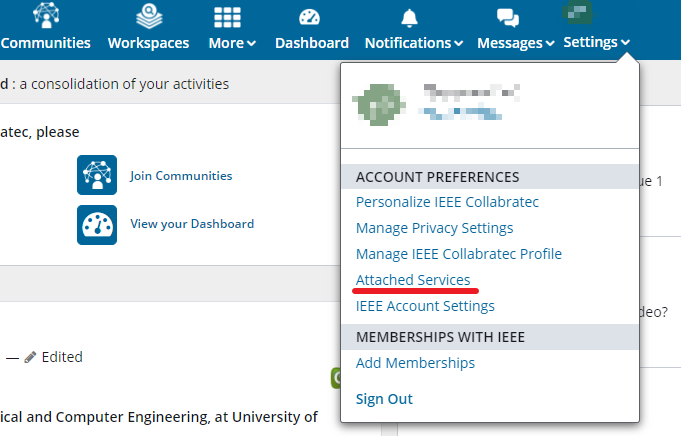 Communities Workspaces More Dashboard Notifications Messages Settings
d : a consolidation of your activities
atec, please
Join Communities
View your Dashboard
— Edited
ical and Computer Engineering, at University of
ACCOUNT PREFERENCES
Personalize IEEE Collabratec
Manage Privacy Settings
Manage IEEE Collabratec Profile
Attached Services
IEEE Account Settings
MEMBERSHIPS WITH IEEE
Add Memberships
Sign Out
ue 1
deo?